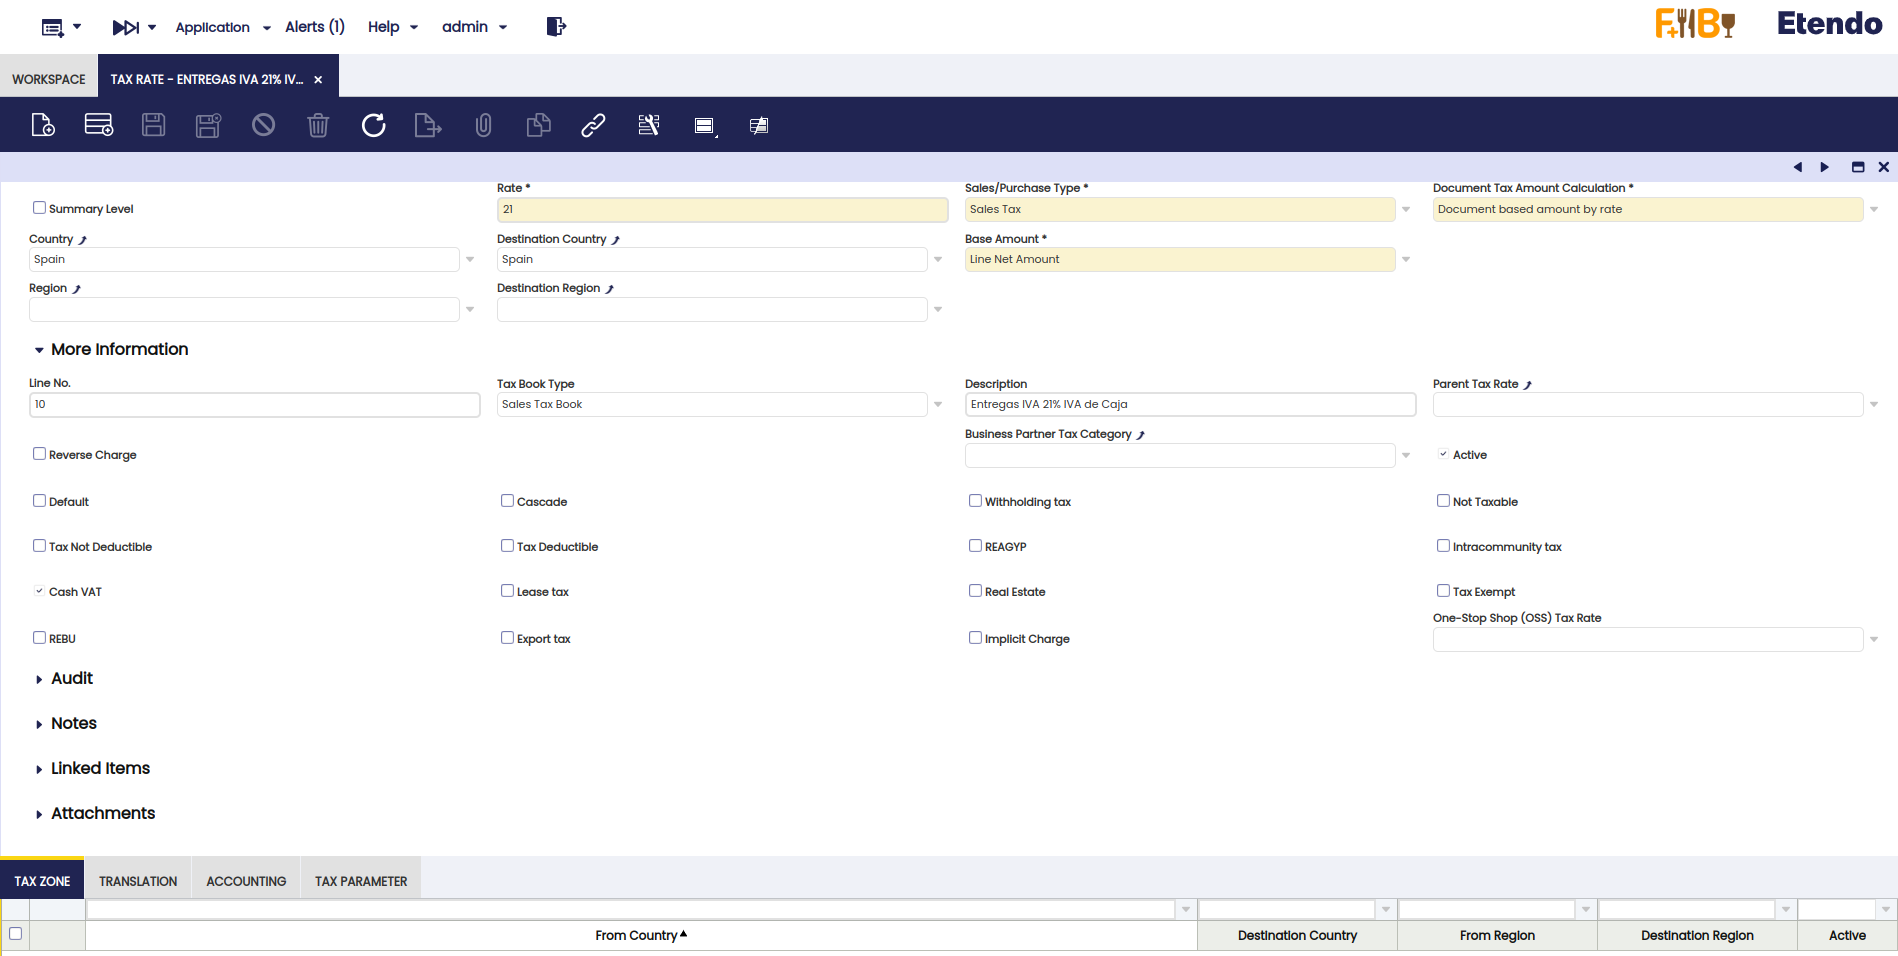 Application
Alerts (1)
Help
admin
F+B
Etendo
WORKSPACE
TAX RATE - ENTREGAS IVA 21% IV...
Summary Level
Rate *
21
Sales/Purchase Type *
Sales Tax
Document Tax Amount Calculation *
Document based amount by rate
Country
Spain
Destination Country
Spain
Base Amount *
Line Net Amount
Region
Destination Region
More Information
Line No.
10
Tax Book Type
Sales Tax Book
Description
Entregas IVA 21% IVA de Caja
Parent Tax Rate
Reverse Charge
Business Partner Tax Category
Active
Default
Cascade
Withholding tax
Not Taxable
Tax Not Deductible
Tax Deductible
REAGYP
Intracommunity tax
Cash VAT
Lease tax
Real Estate
Tax Exempt
REBU
Export tax
Implicit Charge
One-Stop Shop (OSS) Tax Rate
Audit
Notes
Linked Items
Attachments
TAX ZONE
TRANSLATION
ACCOUNTING
TAX PARAMETER
From Country
Destination Country
From Region
Destination Region
Active